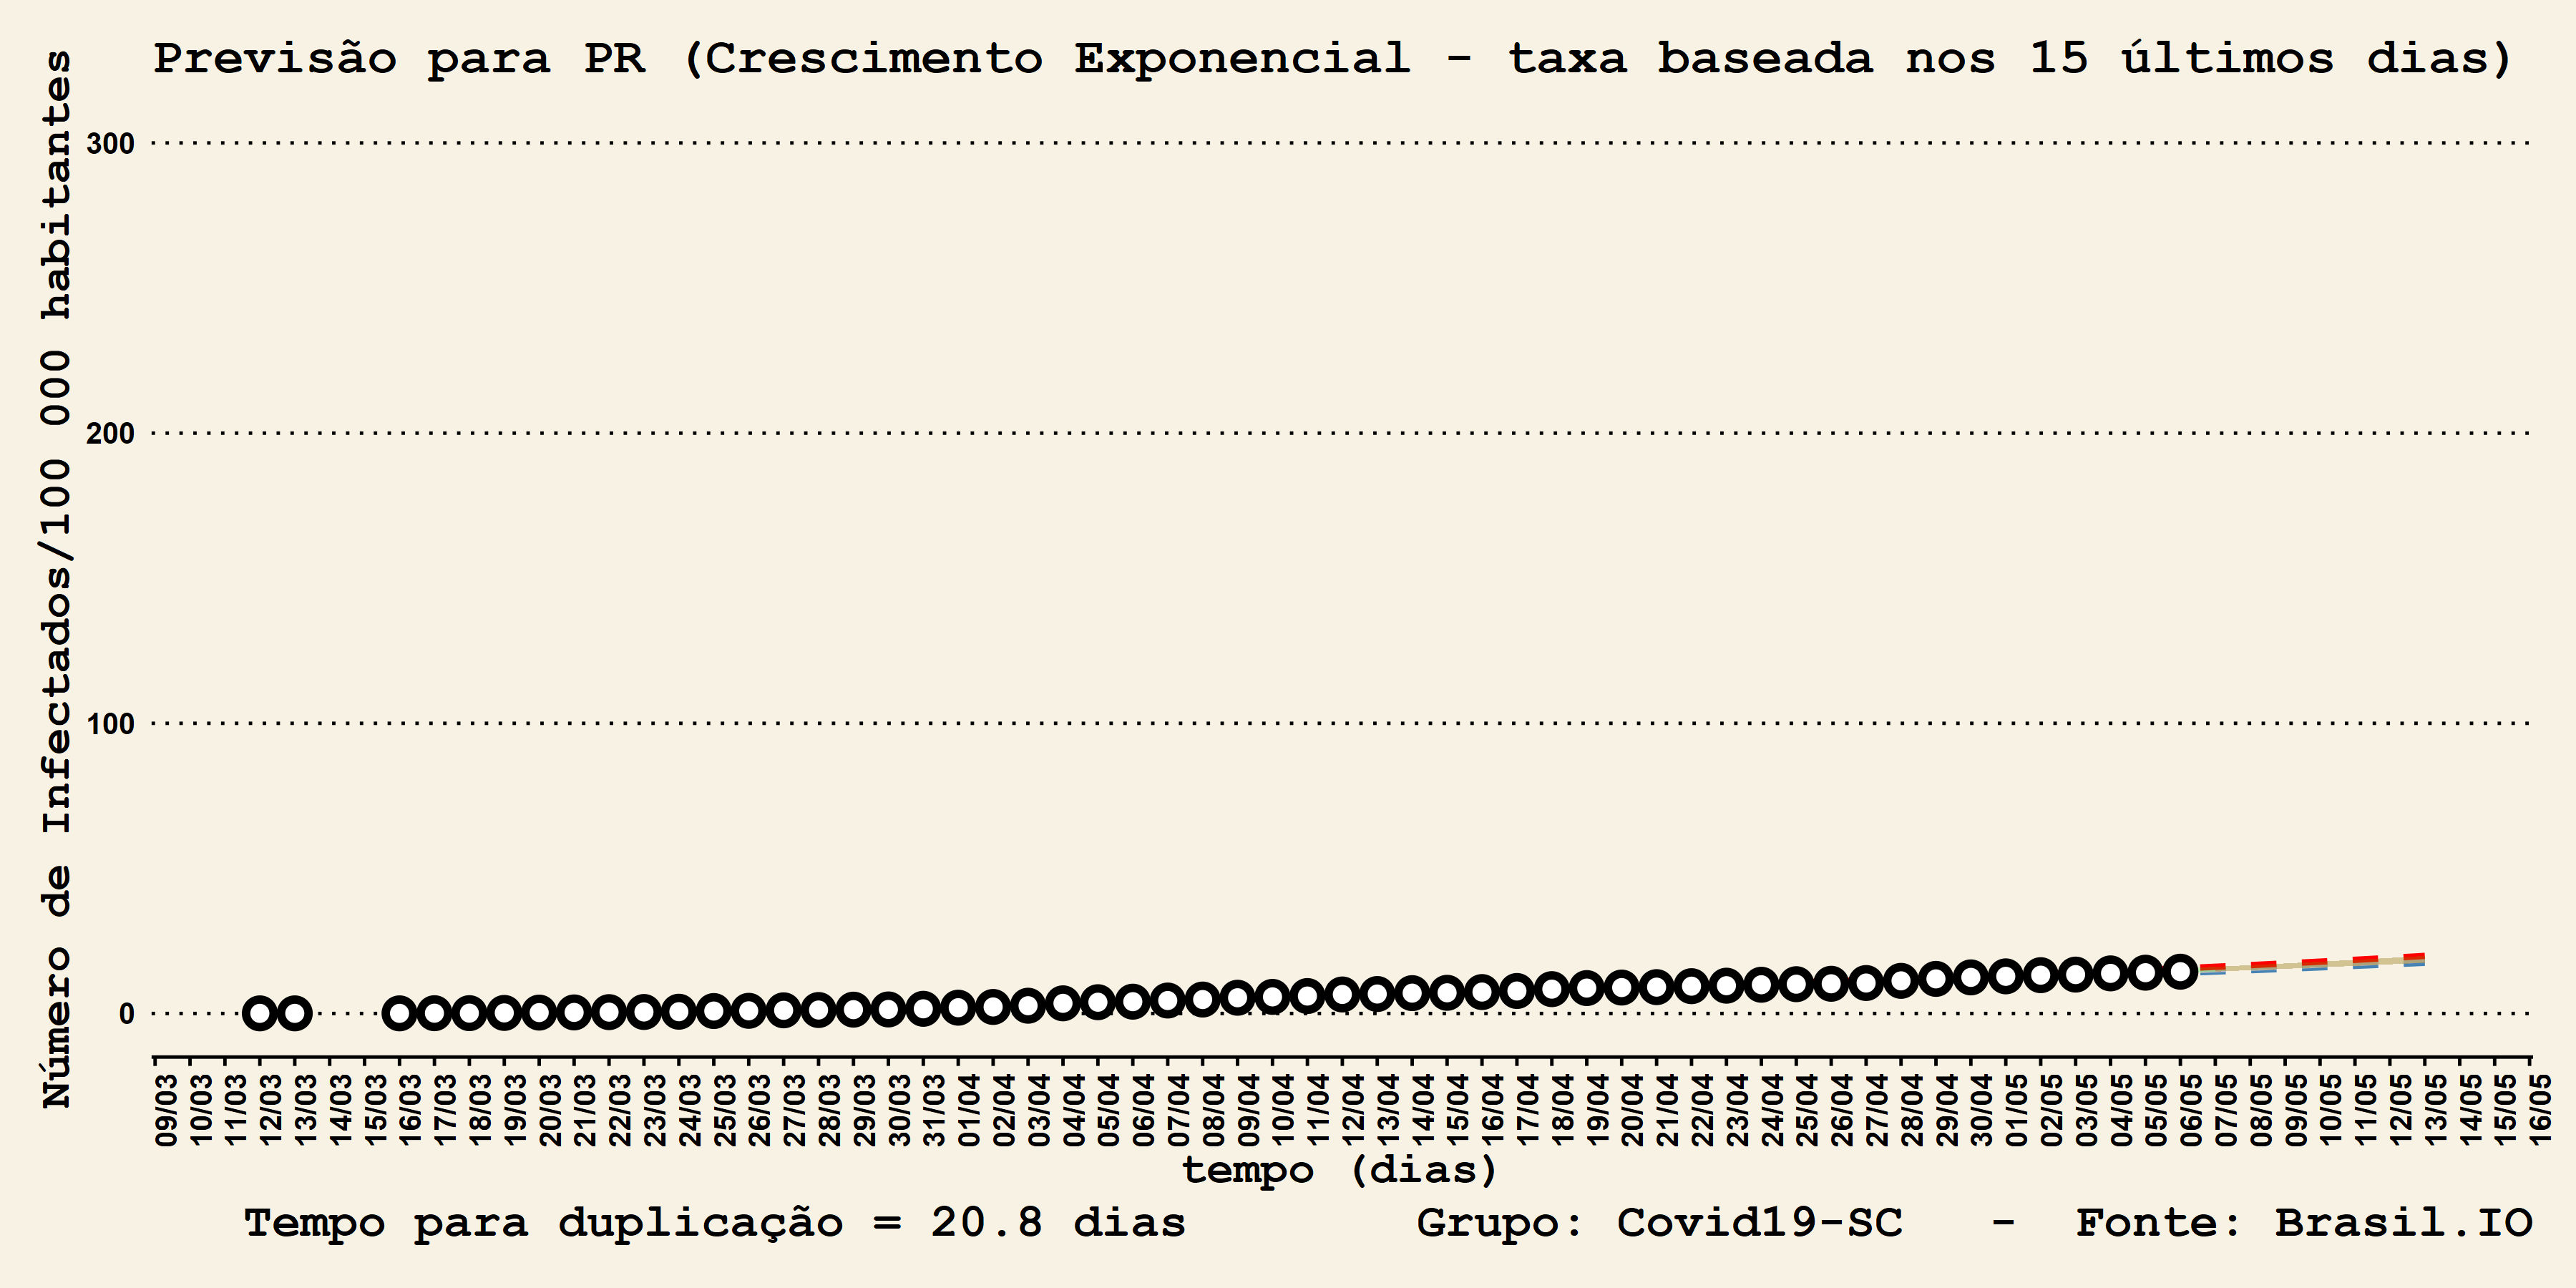 Previsão para PR (Crescimento Exponencial - taxa baseada nos 15 últimos dias)
Número de Infectados/100 000 habitantes
300
200
100
0
09/03 10/03 11/03 12/03 13/03 14/03 15/03 16/03 17/03 18/03 19/03 20/03 21/03 22/03 23/03 24/03 25/03 26/03 27/03 28/03 29/03 30/03 31/03 01/04 02/04 03/04 04/04 05/04 06/04 07/04 08/04 09/04 10/04 11/04 12/04 13/04 14/04 15/04 16/04 17/04 18/04 19/04 20/04 21/04 22/04 23/04 24/04 25/04 26/04 27/04 28/04 29/04 30/04 01/05 02/05 03/05 04/05 05/05 06/05 07/05 08/05 09/05 10/05 11/05 12/05 13/05 14/05 15/05 16/05
tempo (dias)
Tempo para duplicação = 20.8 dias Grupo: Covid19-SC - Fonte: Brasil.IO